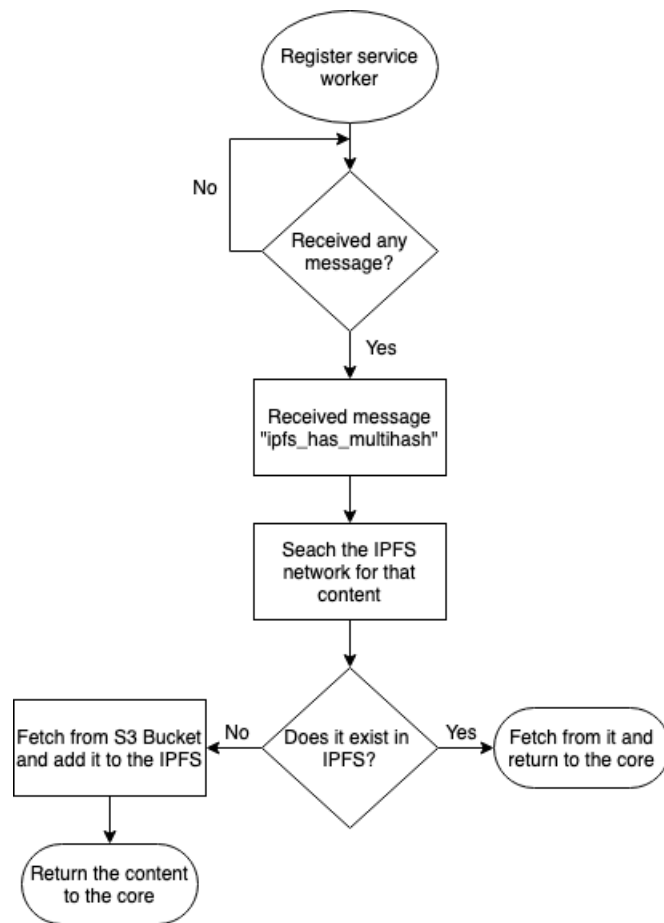 Register service
worker
No
Received any
message?
Yes
Received message
"ipfs_has_multihash"
Seach the IPFS
network for that
content
Fetch from S3 Bucket
and add it to the IPFS
No
Does it exist in
IPFS?
Yes
Fetch from it and
return to the core
Return the content
to the core